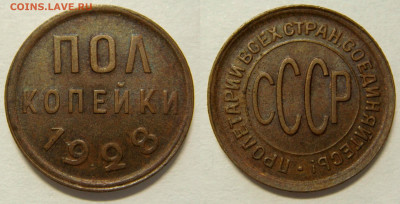 COINS.LAVE.RU
ПОЛ
КОПЕЙКИ
1928
ПРОЛЕТАРИИ ВСЕХ СТРАН, СОЕДИНЯЙТЕСЬ!
СССР